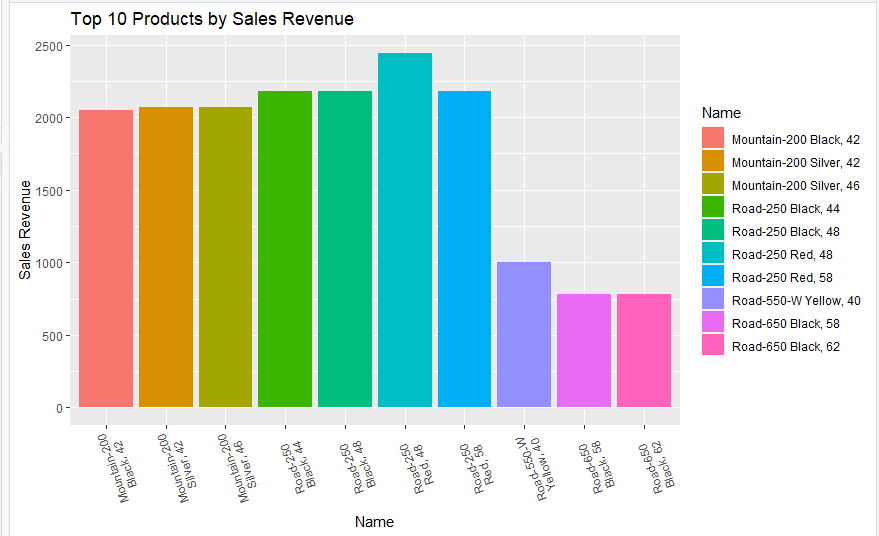 Top 10 Products by Sales Revenue
2500
2000
1500
1000
500
0
Sales Revenue
Mountain-200
Black, 42
Mountain-200
Silver, 42
Mountain-200
Silver, 46
Road-250
Black, 44
Road-250
Black, 48
Road-250
Red, 48
Road-250
Red, 58
Road-550-W
Yellow, 40
Road-650
Black, 58
Road-650
Black, 62
Name
Name
Mountain-200 Black, 42
Mountain-200 Silver, 42
Mountain-200 Silver, 46
Road-250 Black, 44
Road-250 Black, 48
Road-250 Red, 48
Road-250 Red, 58
Road-550-W Yellow, 40
Road-650 Black, 58
Road-650 Black, 62